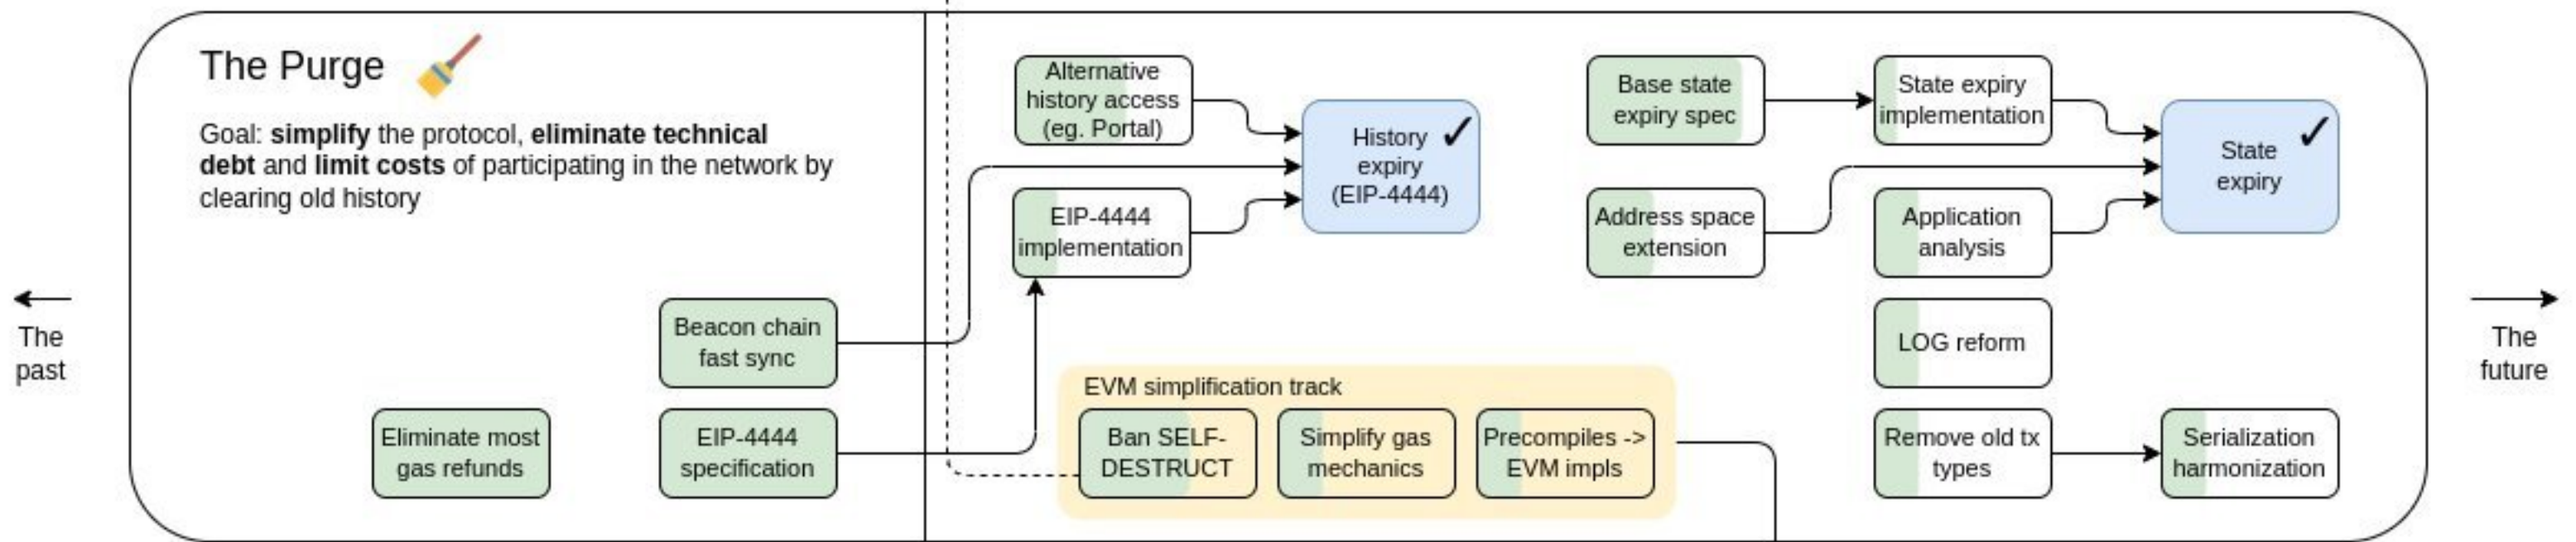 The Purge
Goal: simplify the protocol, eliminate technical
debt and limit costs of participating in the network by
clearing old history
The
past
Eliminate most
gas refunds
Beacon chain
fast sync
EIP-4444
specification
Alternative
history access
(eg. Portal)
EIP-4444
implementation
History
expiry
(EIP-4444)
EVM simplification track
Ban SELF-
DESTRUCT
Simplify gas
mechanics
Precompiles ->
EVM impls
Base state
expiry spec
Address space
extension
State expiry
implementation
Application
analysis
LOG reform
Remove old tx
types
State
expiry
Serialization
harmonization
The
future